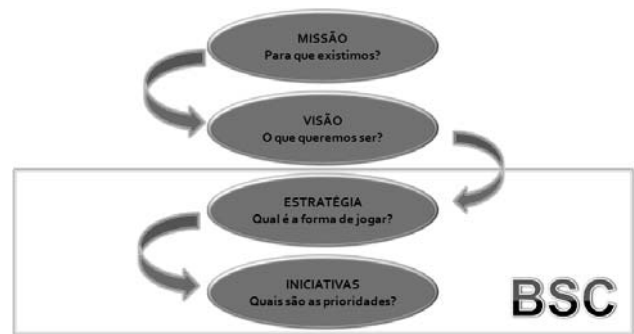 MISSÃO
Para que existimos?
VISÃO
O que queremos ser?
ESTRATÉGIA
Qual é a forma de jogar?
INICIATIVAS
Quais são as prioridades?
BSC